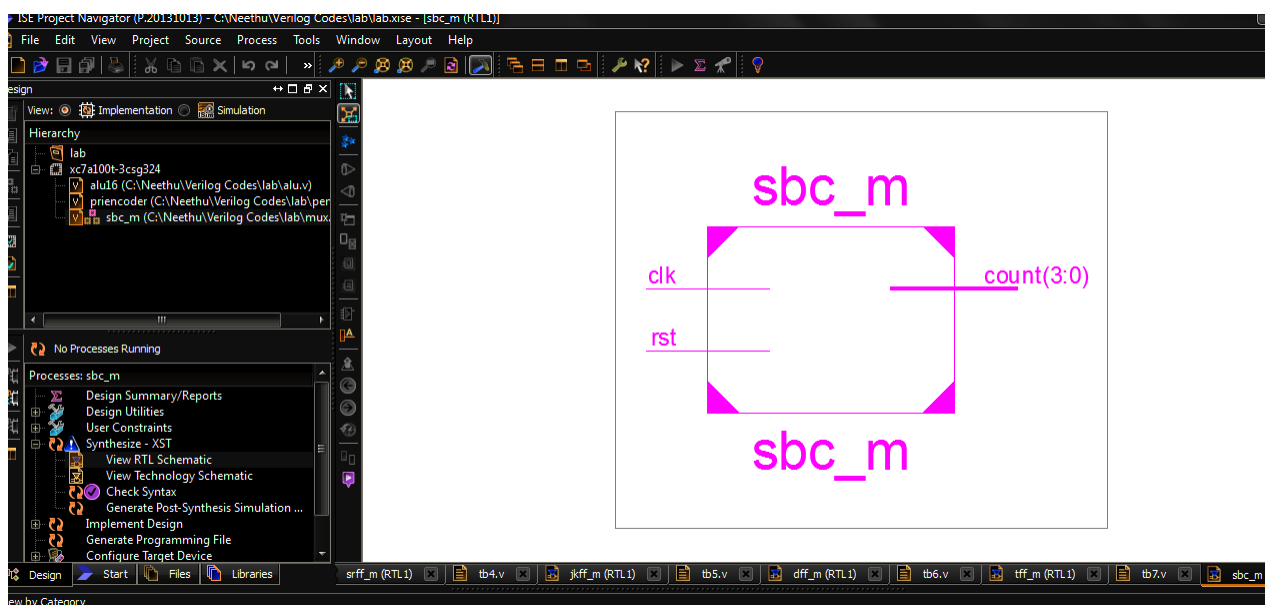 ISE Project Navigator (P.20131013) - C:\Neethu\Verilog Codes\lab\lab.xise - [sbc_m (RTL1)]
File Edit View Project Source Process Tools Window Layout Help
View: Implementation Simulation
Hierarchy
lab
xc7a100t-3csg324
alu16 (C:\Neethu\Verilog Codes\lab\alu.v)
priencoder (C:\Neethu\Verilog Codes\lab\per
sbc_m (C:\Neethu\Verilog Codes\lab\mux.
No Processes Running
Processes: sbc_m
Design Summary/Reports
Design Utilities
User Constraints
Synthesize - XST
View RTL Schematic
View Technology Schematic
Check Syntax
Generate Post-Synthesis Simulation ...
Implement Design
Generate Programming File
Configure Target Device
Design Start Files Libraries
sbc_m
clk
count(3:0)
rst
sbc_m
srff_m (RTL1) tb4.v jkff_m (RTL1) tb5.v dff_m (RTL1) tb6.v tff_m (RTL1) tb7.v sbc_m
by Category